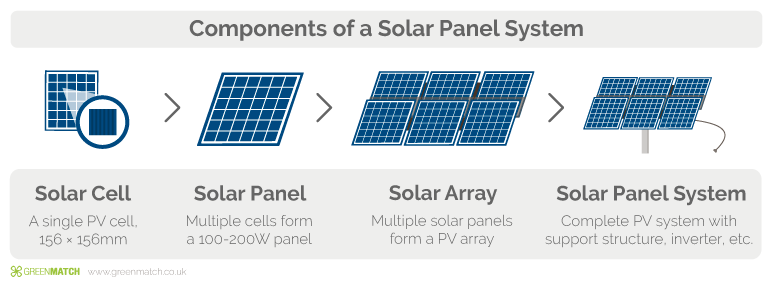 Components of a Solar Panel System
Solar Cell
A single PV cell,
156 × 156mm
Solar Panel
Multiple cells form
a 100-200W panel
Solar Array
Multiple solar panels
form a PV array
Solar Panel System
Complete PV system with
support structure, inverter, etc.
GREENMATCH www.greenmatch.co.uk